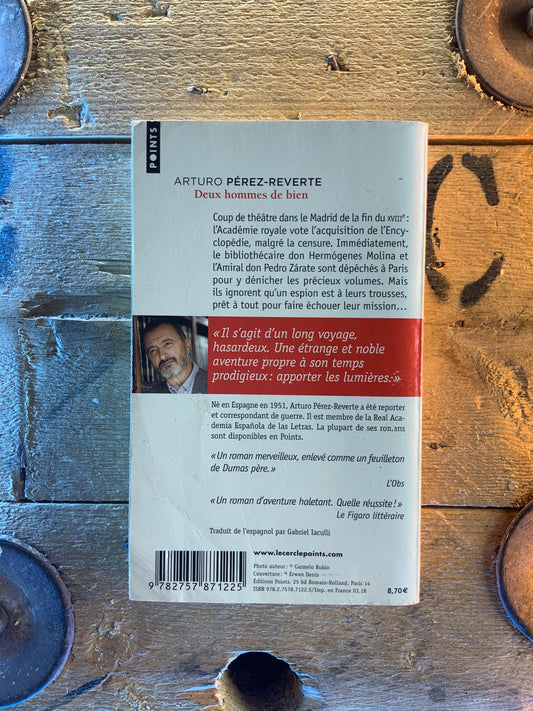 POINTS
ARTURO PÉREZ-REVERTE
Deux hommes de bien
Coup de théâtre dans le Madrid de la fin du XVIIIe :
l'Académie royale vote l'acquisition de l'Ency-
clopédie, malgré la censure. Immédiatement,
le bibliothécaire don Hermógenes Molina et
l'Amiral don Pedro Zárate sont dépêchés à Paris
pour y dénicher les précieux volumes. Mais
ils ignorent qu'un espion est à leurs trousses,
prêt à tout pour faire échouer leur mission...
« Il s'agit d'un long voyage,
hasardeux. Une étrange et noble
aventure propre à son temps
prodigieux : apporter les lumières. »
Né en Espagne en 1951, Arturo Pérez-Reverte a été reporter
et correspondant de guerre. Il est membre de la Real Aca-
demia Española de las Letras. La plupart de ses romans
sont disponibles en Points.
« Un roman merveilleux, enlevé comme un feuilleton
de Dumas père. »
L'Obs
« Un roman d'aventure haletant. Quelle réussite ! »
Le Figaro littéraire
Traduit de l'espagnol par Gabriel Iaculli
www.lecerclepoints.com
Photo auteur : © Carmelo Rubio
Couverture : © Erwan Denis
Éditions Points, 25 bd Romain-Rolland, Paris 14
ISBN 978.2.7578.7122.5/Imp. en France 03.18
8,70€
9 782757 871225